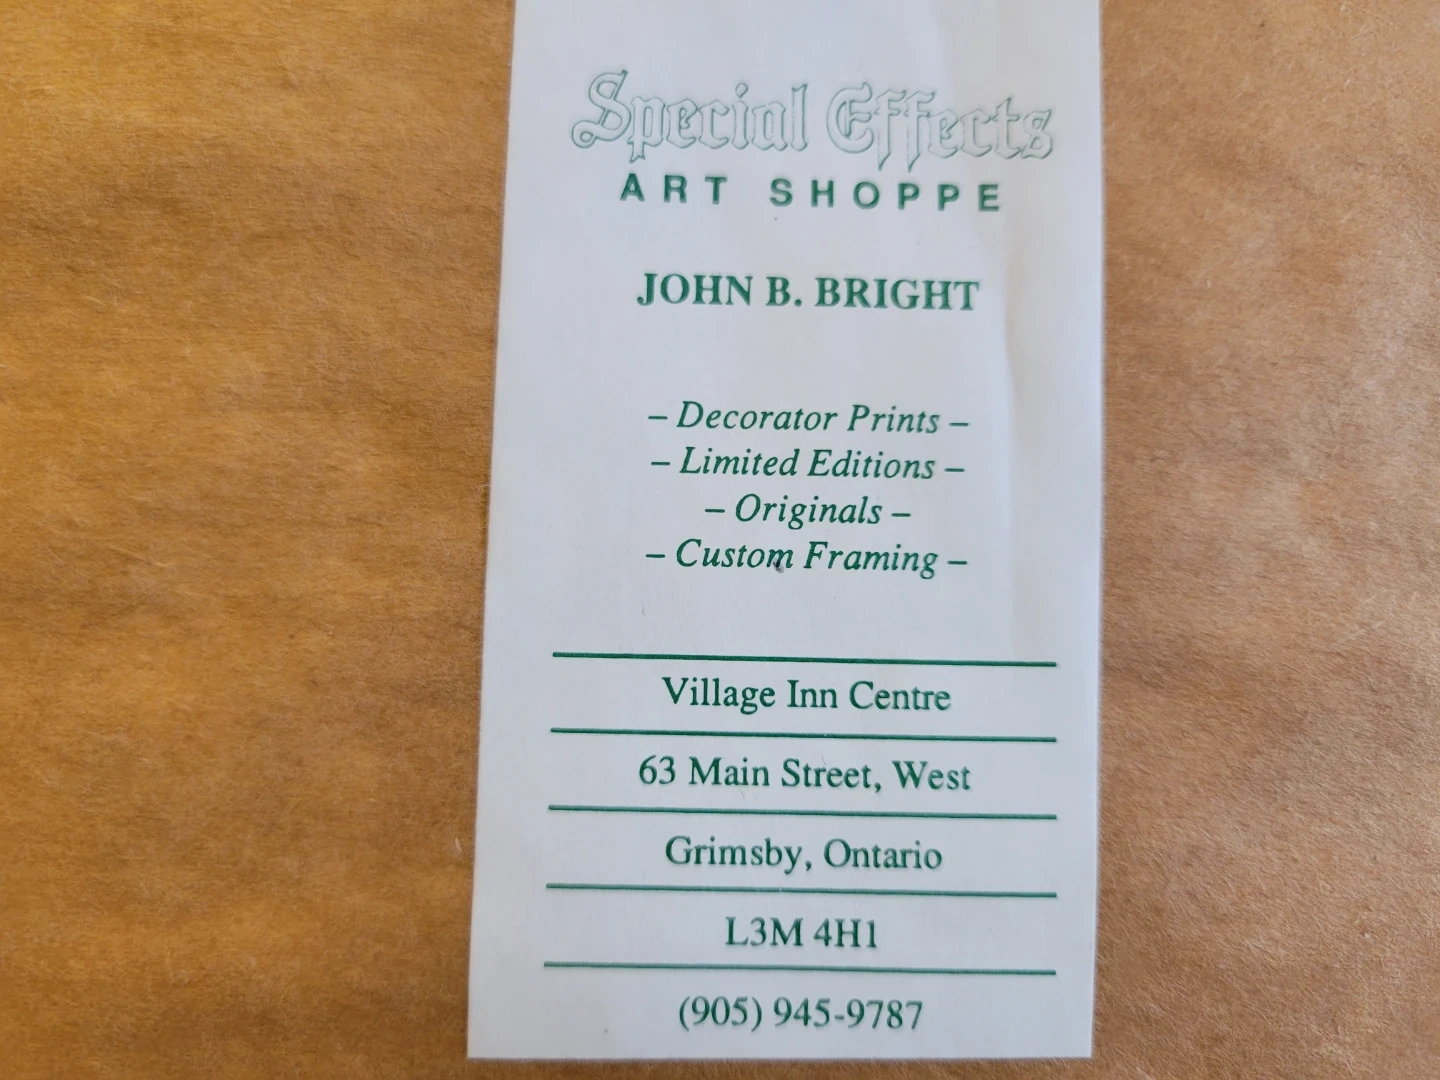 Special Effects
ART SHOPPE
JOHN B. BRIGHT
– Decorator Prints –
– Limited Editions –
– Originals –
– Custom Framing –
Village Inn Centre
63 Main Street, West
Grimsby, Ontario
L3M 4H1
(905) 945-9787